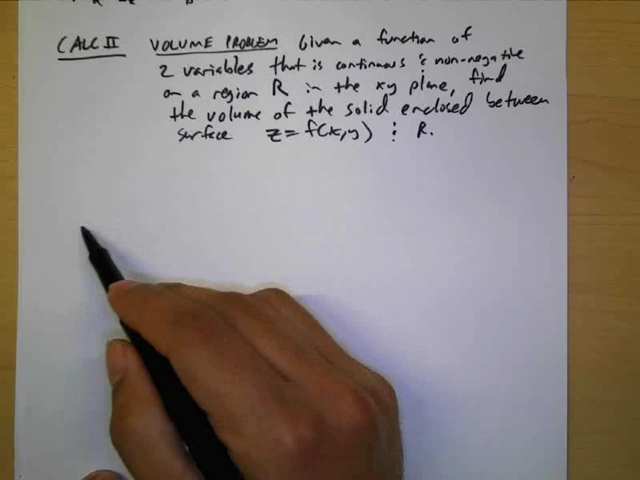 CALC II VOLUME PROBLEM Given a function of
2 variables that is continuous & non-negative
on a region R in the xy plane, find
the volume of the solid enclosed between
surface z=f(x,y) & R.